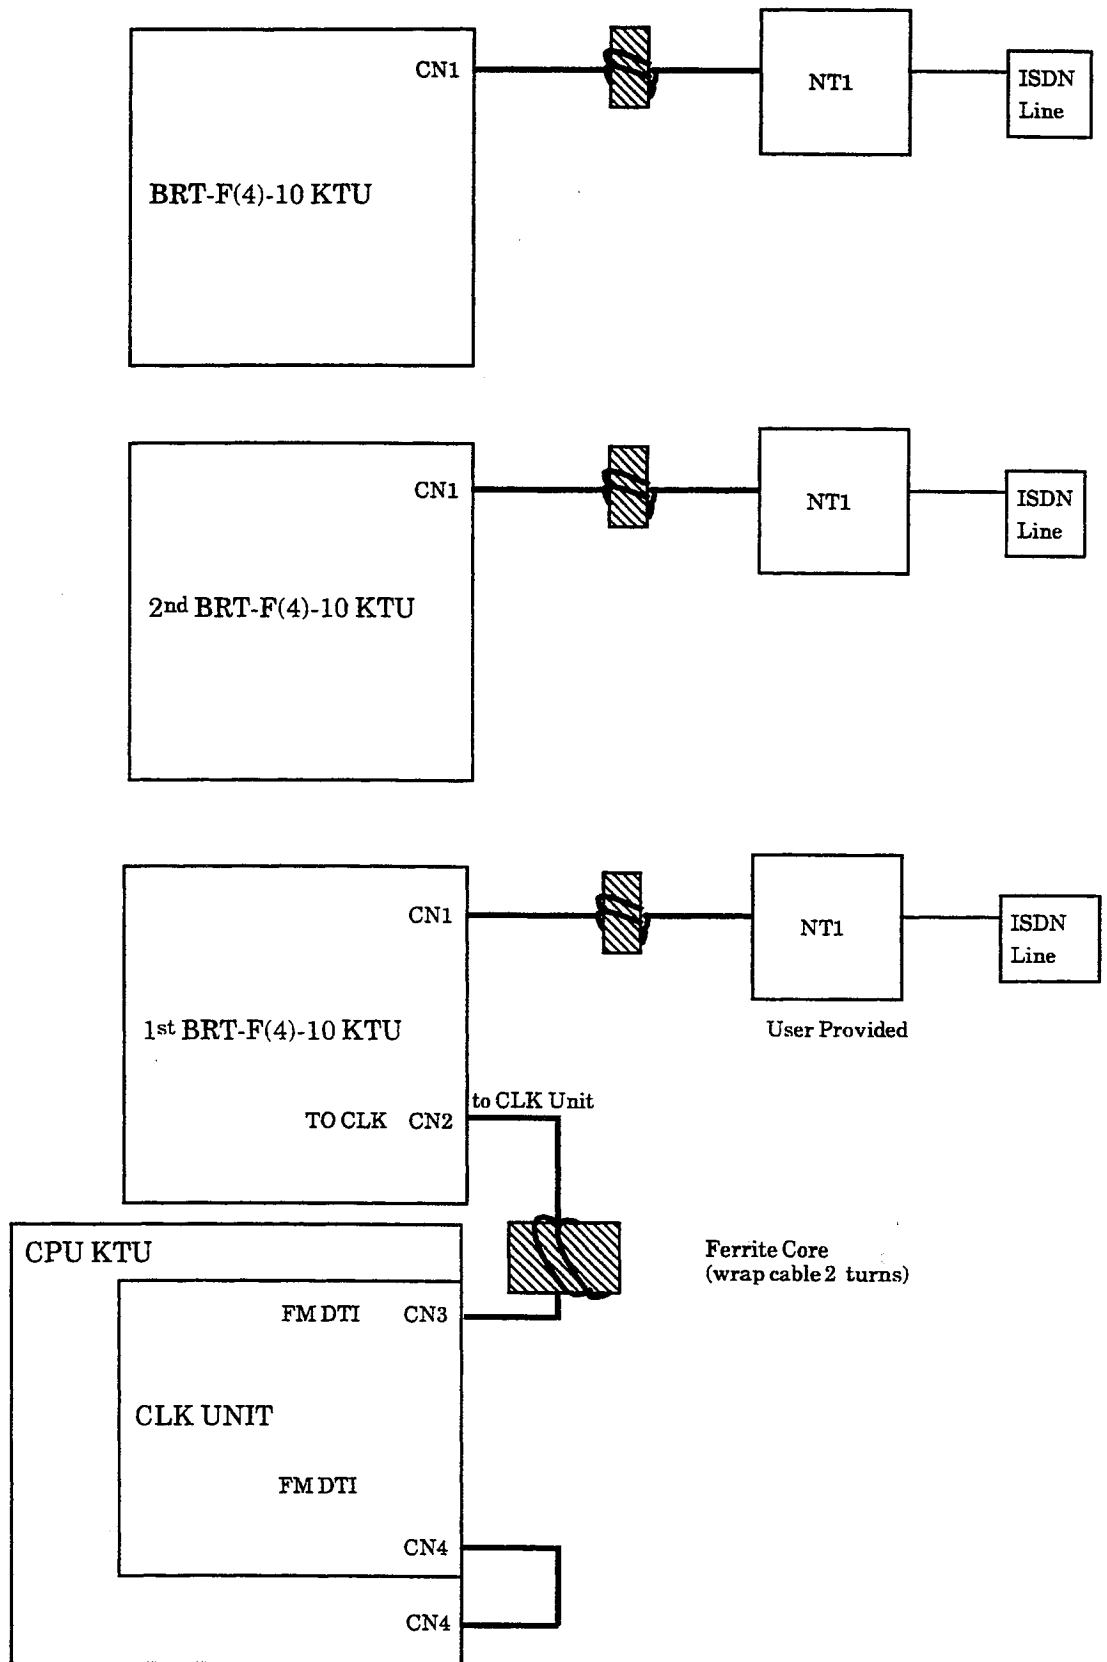 CN1
NT1
ISDN
Line
BRT-F(4)-10 KTU
CN1
NT1
ISDN
Line
2nd BRT-F(4)-10 KTU
CN1
NT1
ISDN
Line
1st BRT-F(4)-10 KTU
User Provided
to CLK Unit
TO CLK CN2
CPU KTU
Ferrite Core
(wrap cable 2 turns)
FM DTI CN3
CLK UNIT
FM DTI
CN4
CN4